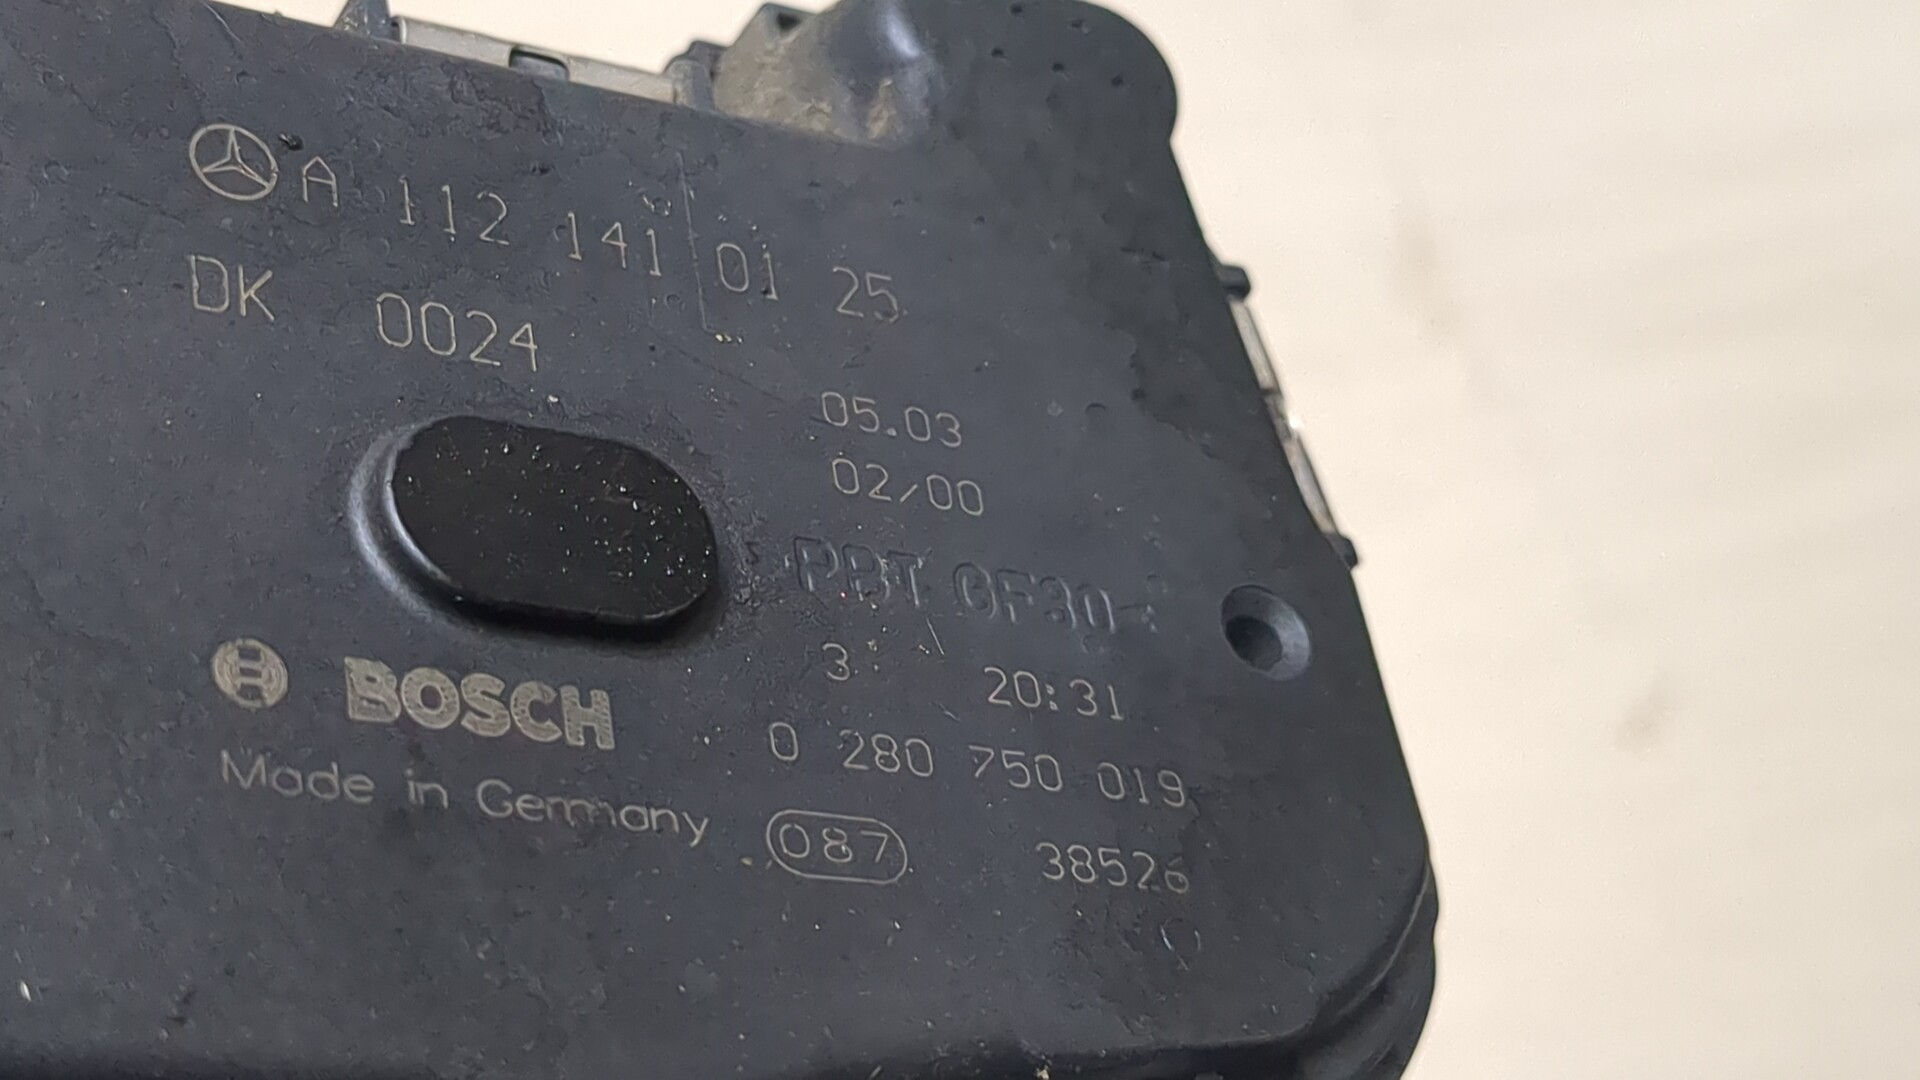 A 112 141 01 25
DK 0024
05.03
02/00
>PBT GF30<
3 20:31
BOSCH
0 280 750 019
Made in Germany
087
38526